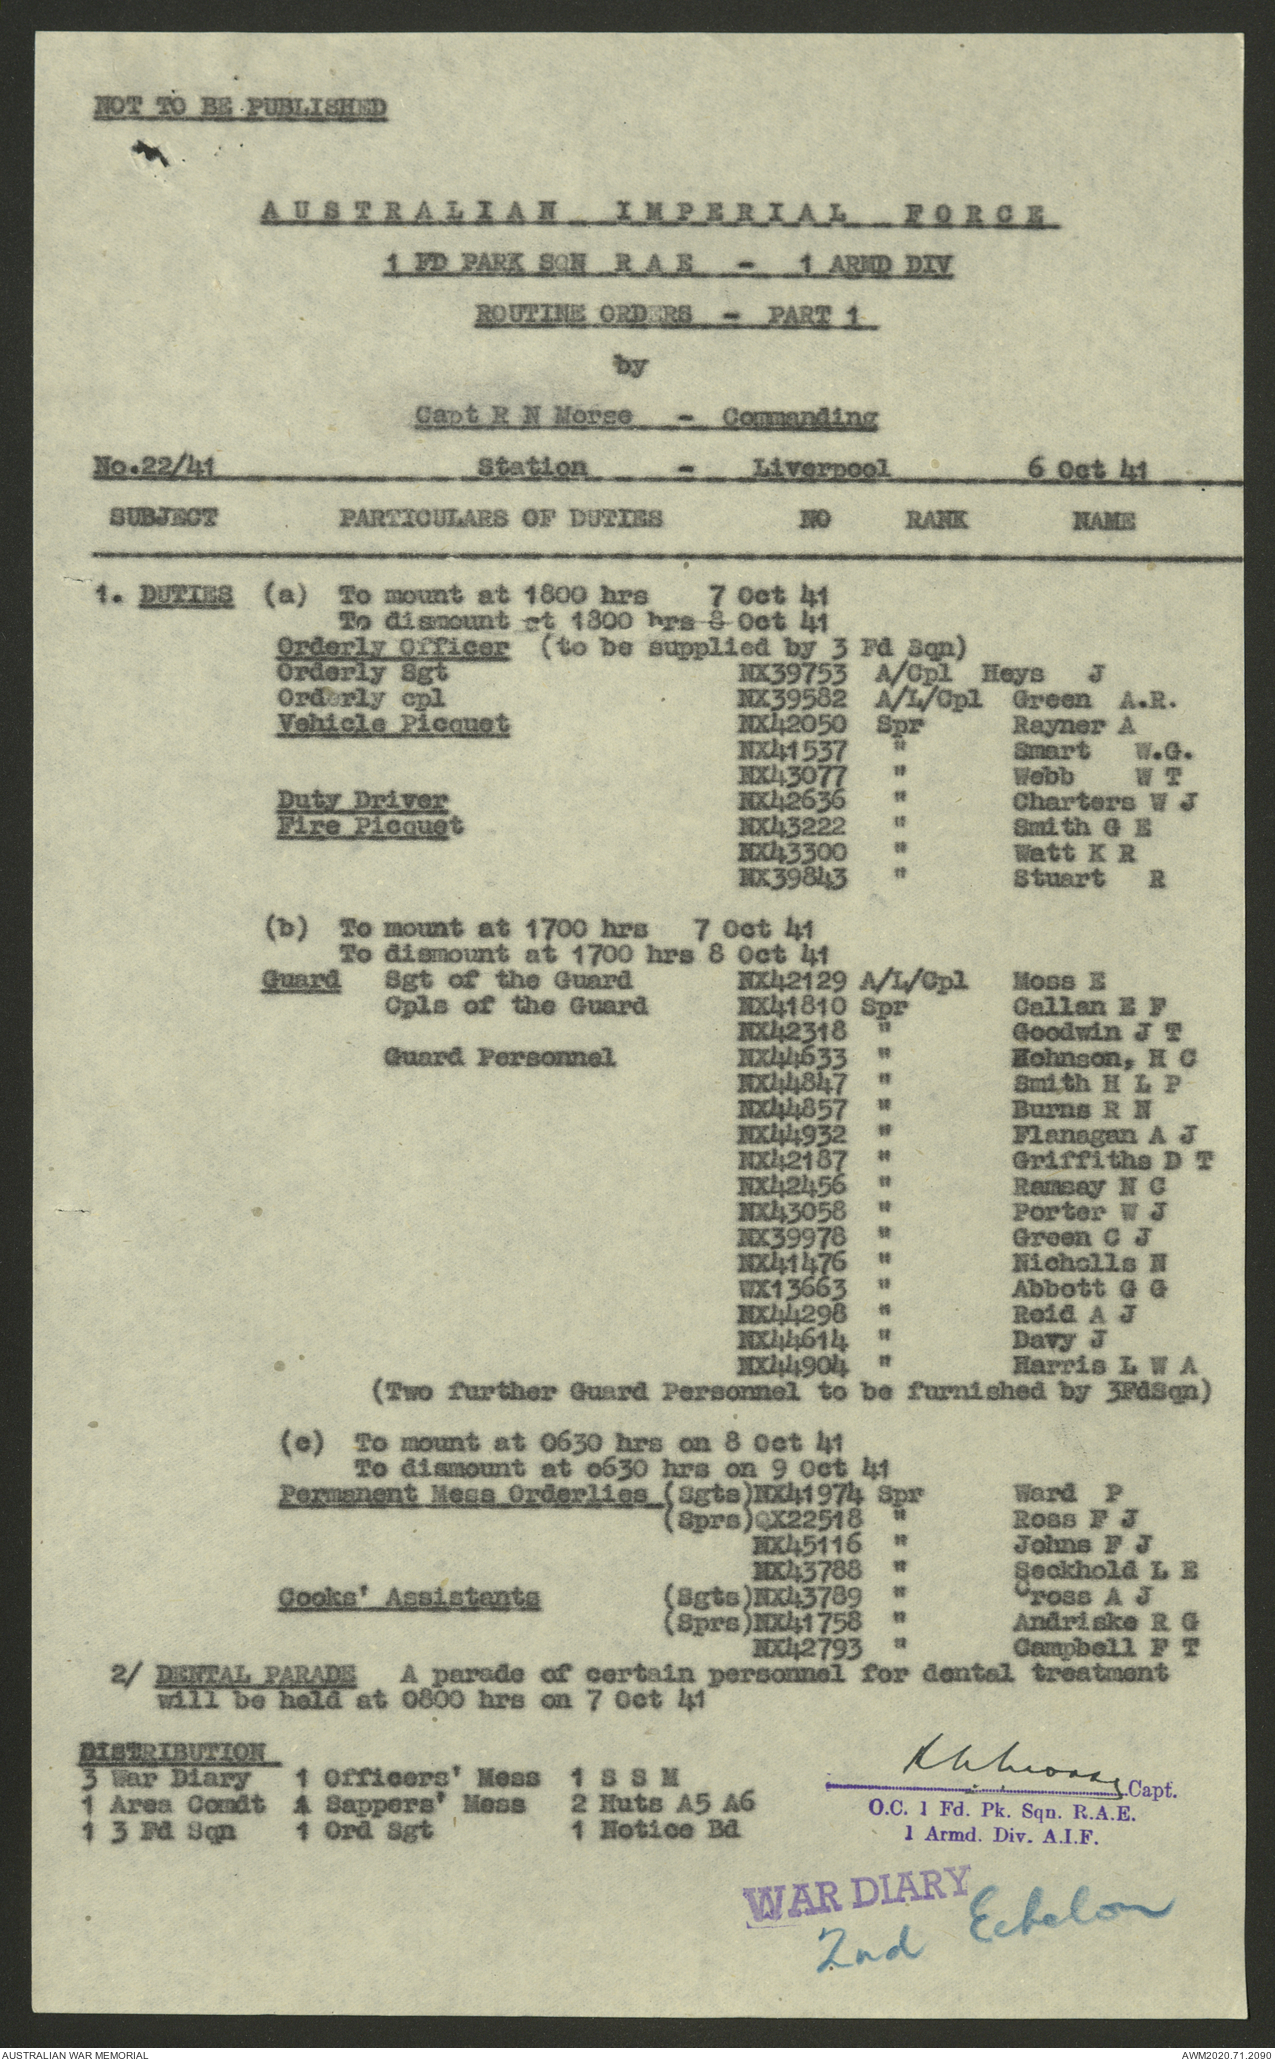 NOT TO BE PUBLISHED
AUSTRALIAN IMPERIAL FORCE
1 FD PARK SQN R A E - 1 ARMD DIV
ROUTINE ORDERS - PART 1
by
Capt R N Morse - Commanding
No.22/41 Station - Liverpool 6 Oct 41
SUBJECT PARTICULARS OF DUTIES NO RANK NAME
1. DUTIES (a) To mount at 1800 hrs 7 Oct 41
To dismount at 1800 hrs 8 Oct 41
Orderly Officer (to be supplied by 3 Fd Sqn)
Orderly Sgt NX39753 A/Cpl Heys J
Orderly cpl NX39582 A/L/Cpl Green A.R.
Vehicle Picquet NX42050 Spr Rayner A
NX41537 " Smart W.G.
NX43077 " Webb W T
Duty Driver NX42636 " Charters W J
Fire Picquet NX43222 " Smith G E
NX43300 " Watt K R
NX39843 " Stuart R
(b) To mount at 1700 hrs 7 Oct 41
To dismount at 1700 hrs 8 Oct 41
Guard Sgt of the Guard NX42129 A/L/Cpl Moss E
Cpls of the Guard NX41810 Spr Callan E F
NX42318 " Goodwin J T
Guard Personnel NX44633 " Hohnson, H C
NX44847 " Smith H L P
NX44857 " Burns R N
NX44932 " Flanagan A J
NX42187 " Griffiths D T
NX42456 " Ramsay N C
NX43058 " Porter W J
NX39978 " Green C J
NX41476 " Nicholls N
WX13663 " Abbott G G
NX44298 " Reid A J
NX44614 " Davy J
NX44904 " Harris L W A
(Two further Guard Personnel to be furnished by 3FdSqn)
(c) To mount at 0630 hrs on 8 Oct 41
To dismount at o630 hrs on 9 Oct 41
Permanent Mess Orderlies (Sgts)NX41974 Spr Ward P
(Sprs)QX22518 " Ross F J
NX45116 " Johns F J
NX43788 " Seckhold L E
Cooks' Assistants (Sgts)NX43789 " Cross A J
(Sprs)NX41758 " Andriske R G
NX42793 " Campbell F T
2/ DENTAL PARADE A parade of certain personnel for dental treatment
will be held at 0800 hrs on 7 Oct 41
DISTRIBUTION
3 War Diary 1 Officers' Mess 1 S S M
1 Area Comdt 1 Sappers' Mess 2 Huts A5 A6
1 3 Fd Sqn 1 Ord Sgt 1 Notice Bd
R N Morse Capt.
O.C. 1 Fd. Pk. Sqn. R.A.E.
1 Armd. Div. A.I.F.
WAR DIARY
2nd Echelon
AUSTRALIAN WAR MEMORIAL AWM2020.71.2090